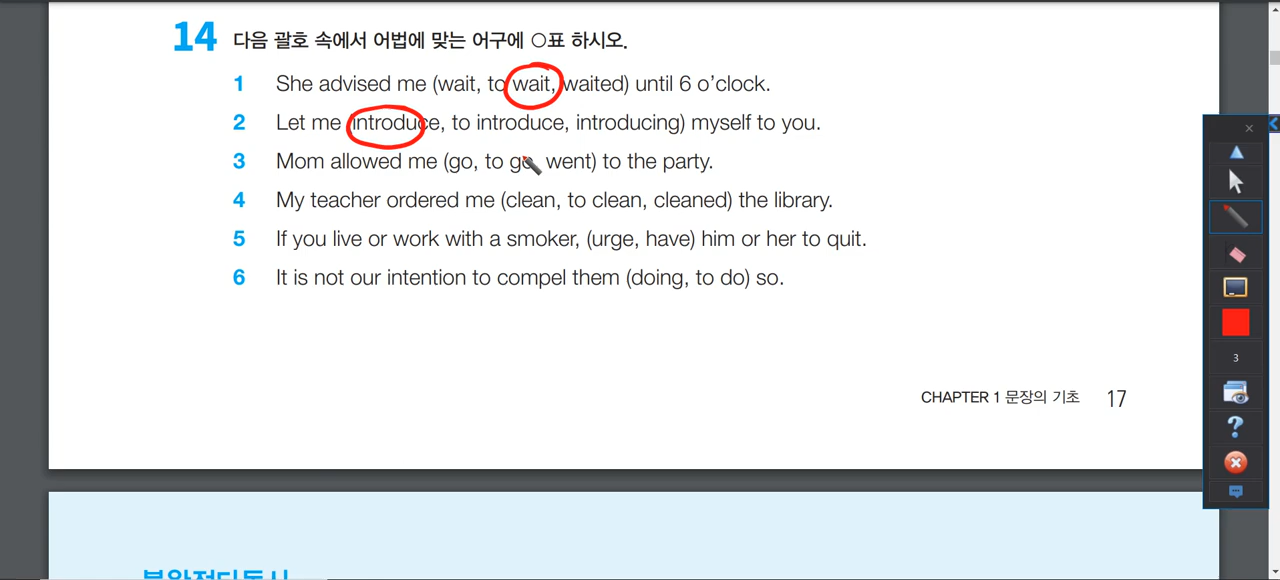 14 다음 괄호 속에서 어법에 맞는 어구에 ○표 하시오.
1 She advised me (wait, to wait, waited) until 6 o'clock.
2 Let me (introduce, to introduce, introducing) myself to you.
3 Mom allowed me (go, to go, went) to the party.
4 My teacher ordered me (clean, to clean, cleaned) the library.
5 If you live or work with a smoker, (urge, have) him or her to quit.
6 It is not our intention to compel them (doing, to do) so.
CHAPTER 1 문장의 기초 17
3